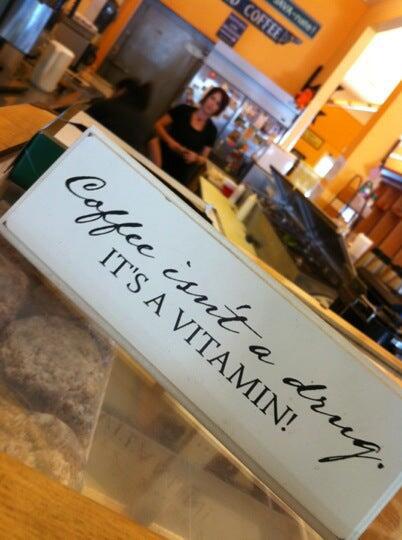 COFFEE
Coffee isn't a drug.
IT'S A VITAMIN!